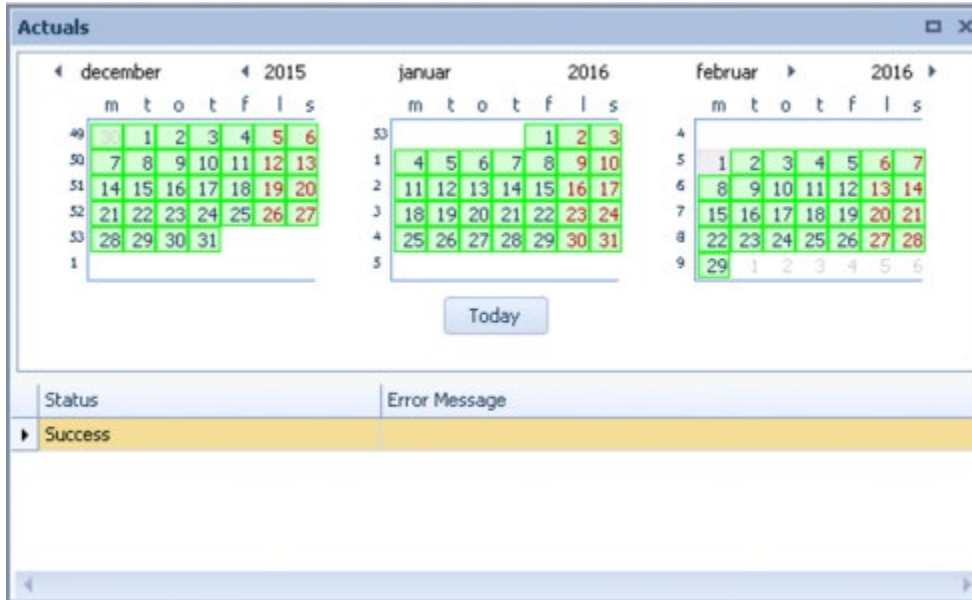 Actuals
december 2015 januar 2016 februar 2016
m t o t f l s m t o t f l s m t o t f l s
49 30 1 2 3 4 5 6 53 1 2 3 4
50 7 8 9 10 11 12 13 1 4 5 6 7 8 9 10 5 1 2 3 4 5 6 7
51 14 15 16 17 18 19 20 2 11 12 13 14 15 16 17 6 8 9 10 11 12 13 14
52 21 22 23 24 25 26 27 3 18 19 20 21 22 23 24 7 15 16 17 18 19 20 21
53 28 29 30 31 4 25 26 27 28 29 30 31 8 22 23 24 25 26 27 28
1 5 9 29 1 2 3 4 5 6
Today
Status Error Message
Success